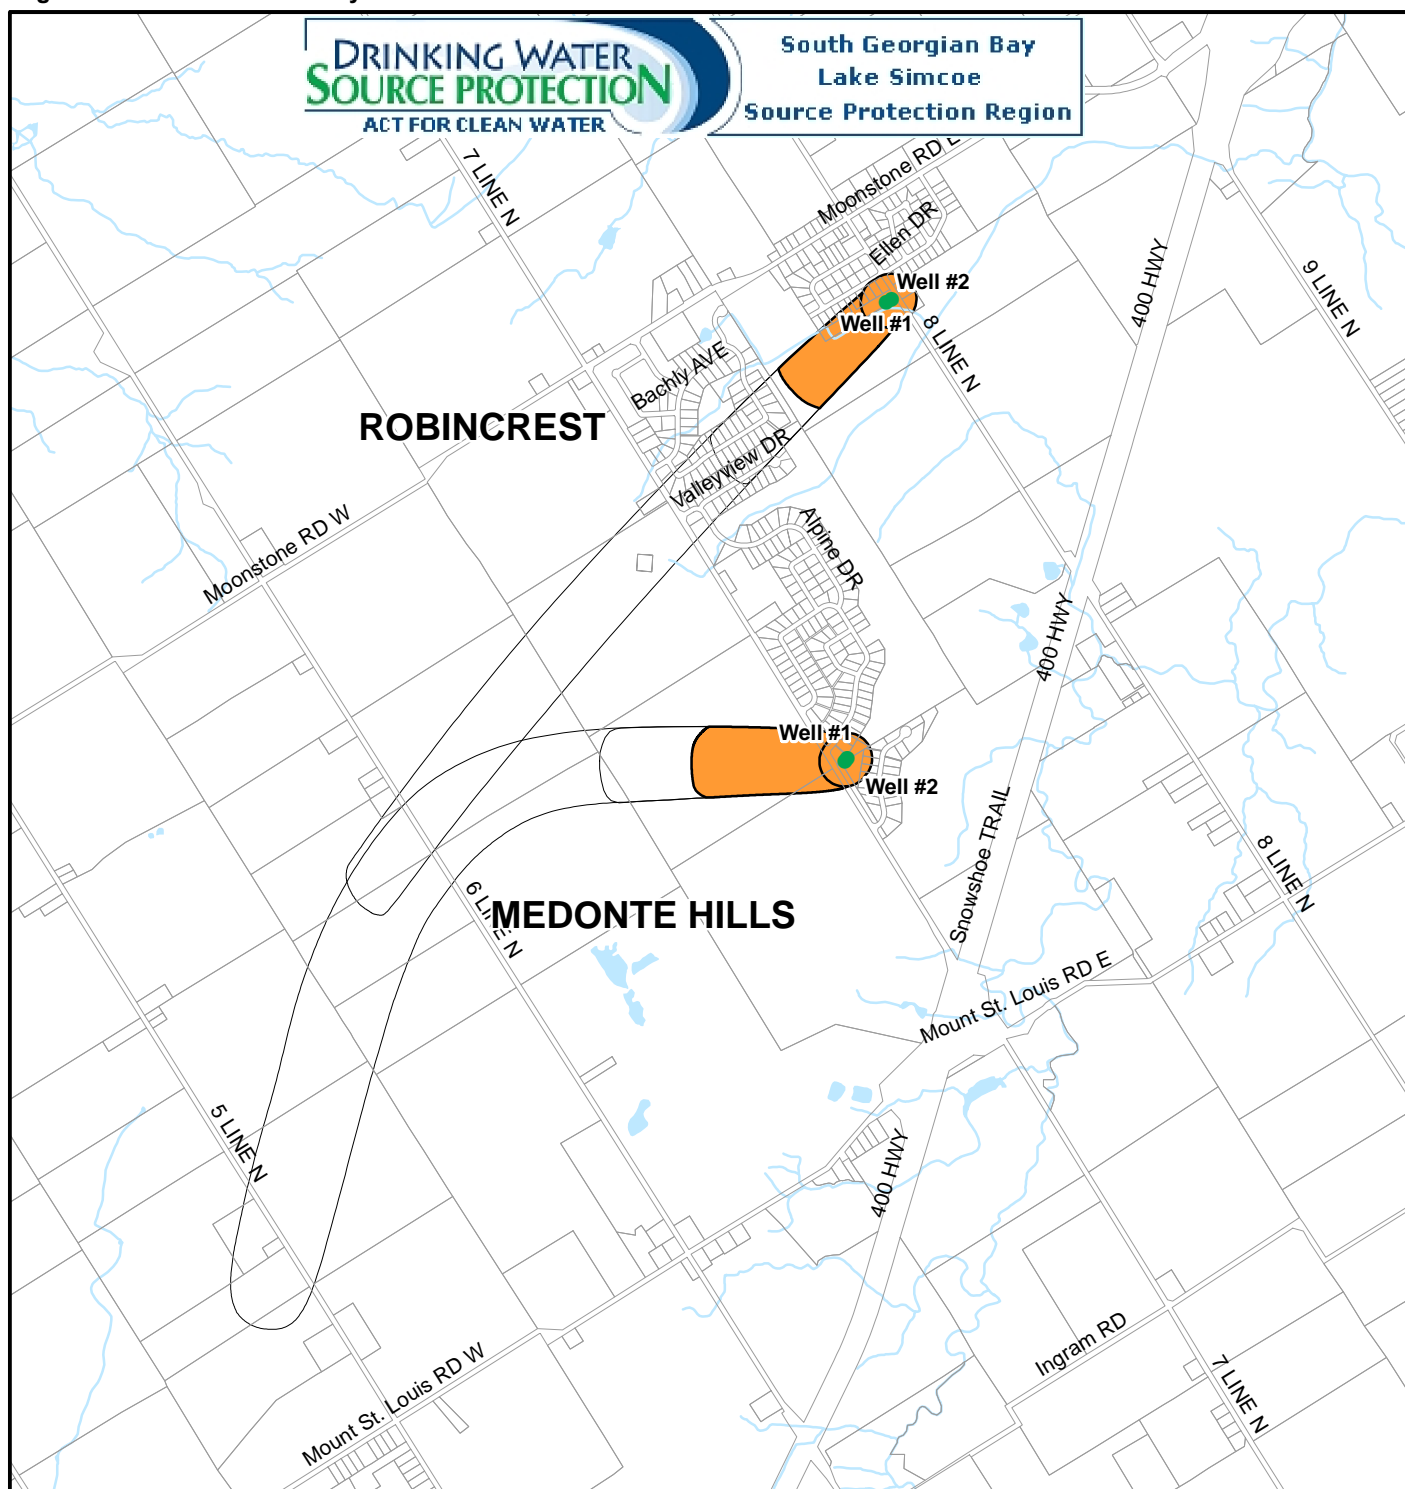 DRINKING WATER
SOURCE PROTECTION
ACT FOR CLEAN WATER
South Georgian Bay
Lake Simcoe
Source Protection Region
7 LINE N
Moonstone RD E
Ellen DR
Well #2
Well #1
8 LINE N
400 HWY
9 LINE N
Bachly AVE
ROBINCREST
Valleyview DR
Moonstone RD W
Alpine DR
400 HWY
Well #1
Well #2
Snowshoe TRAIL
8 LINE N
6 LINE N
MEDONTE HILLS
Mount St. Louis RD E
5 LINE N
400 HWY
Ingram RD
Mount St. Louis RD W
7 LINE N